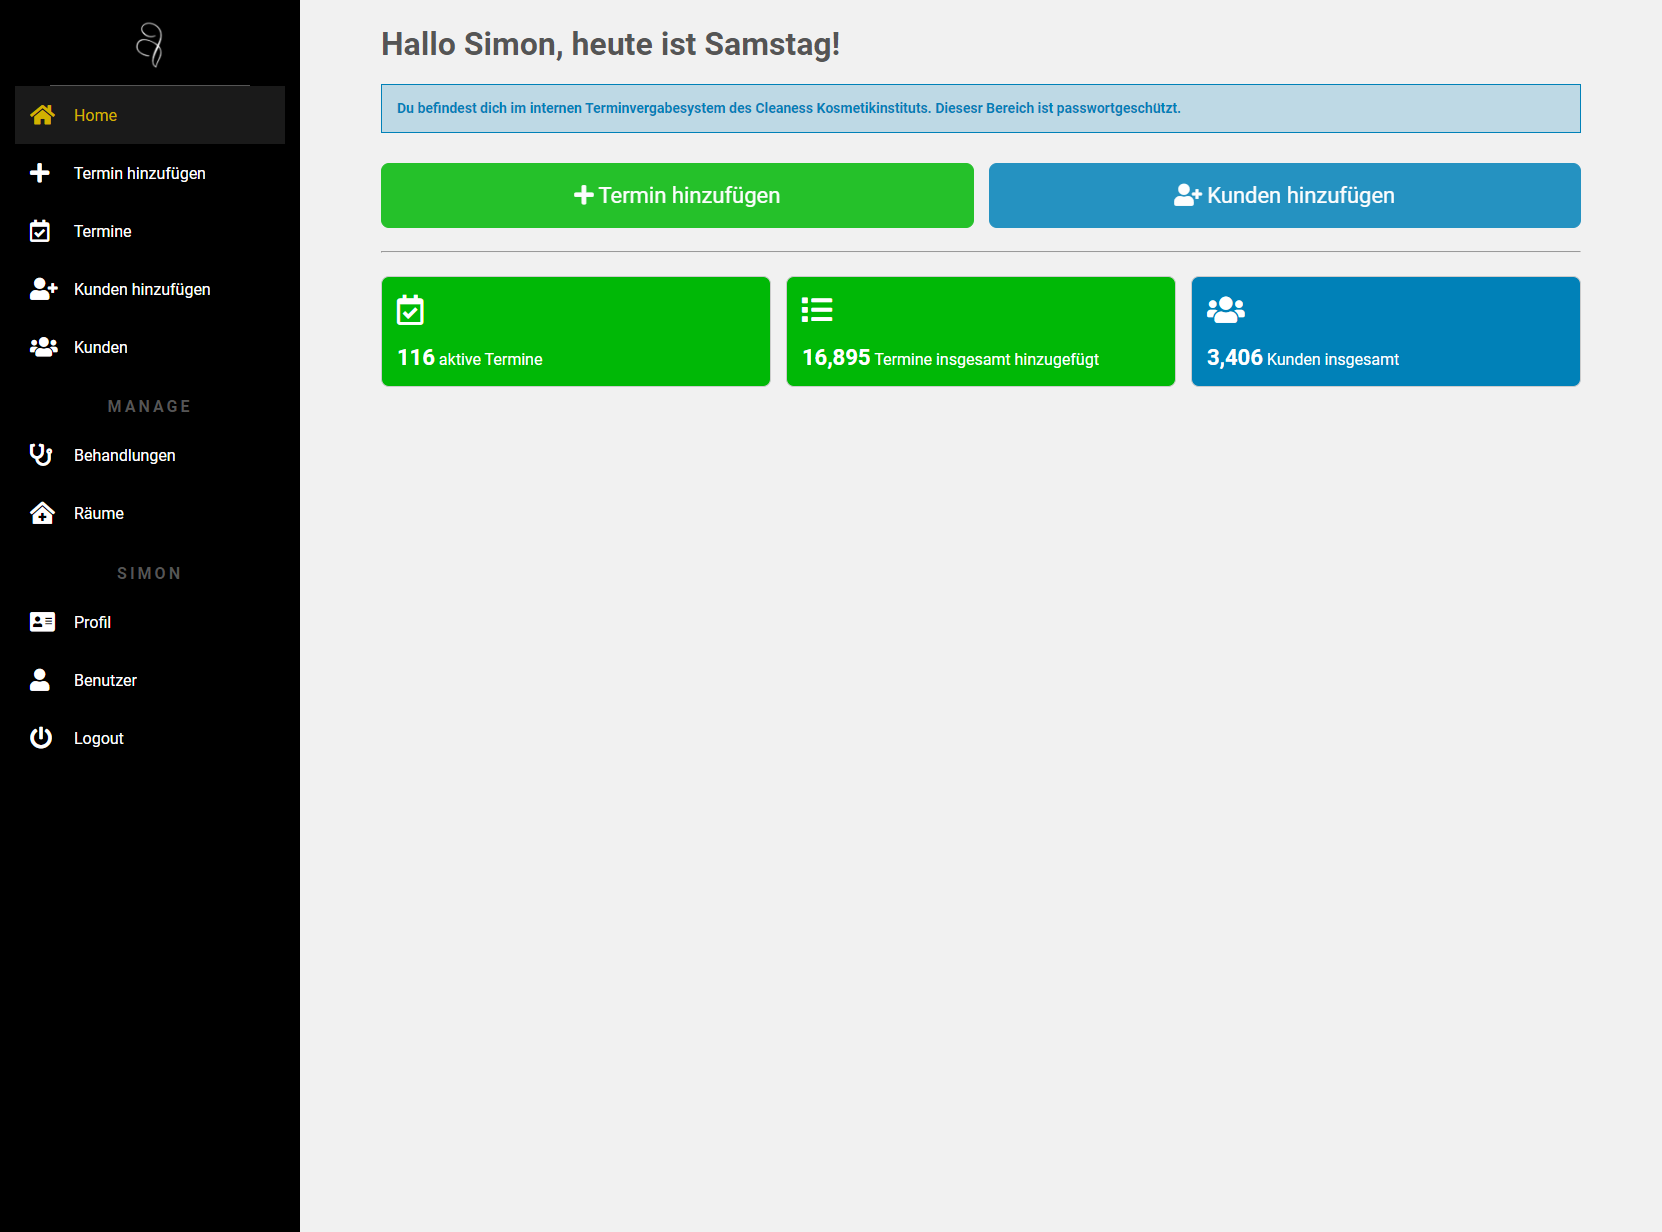 Home
Termin hinzufügen
Termine
Kunden hinzufügen
Kunden
MANAGE
Behandlungen
Räume
SIMON
Profil
Benutzer
Logout
Hallo Simon, heute ist Samstag!
Du befindest dich im internen Terminvergabesystem des Cleaness Kosmetikinstituts. Diesesr Bereich ist passwortgeschützt.
Termin hinzufügen
Kunden hinzufügen
116 aktive Termine
16,895 Termine insgesamt hinzugefügt
3,406 Kunden insgesamt